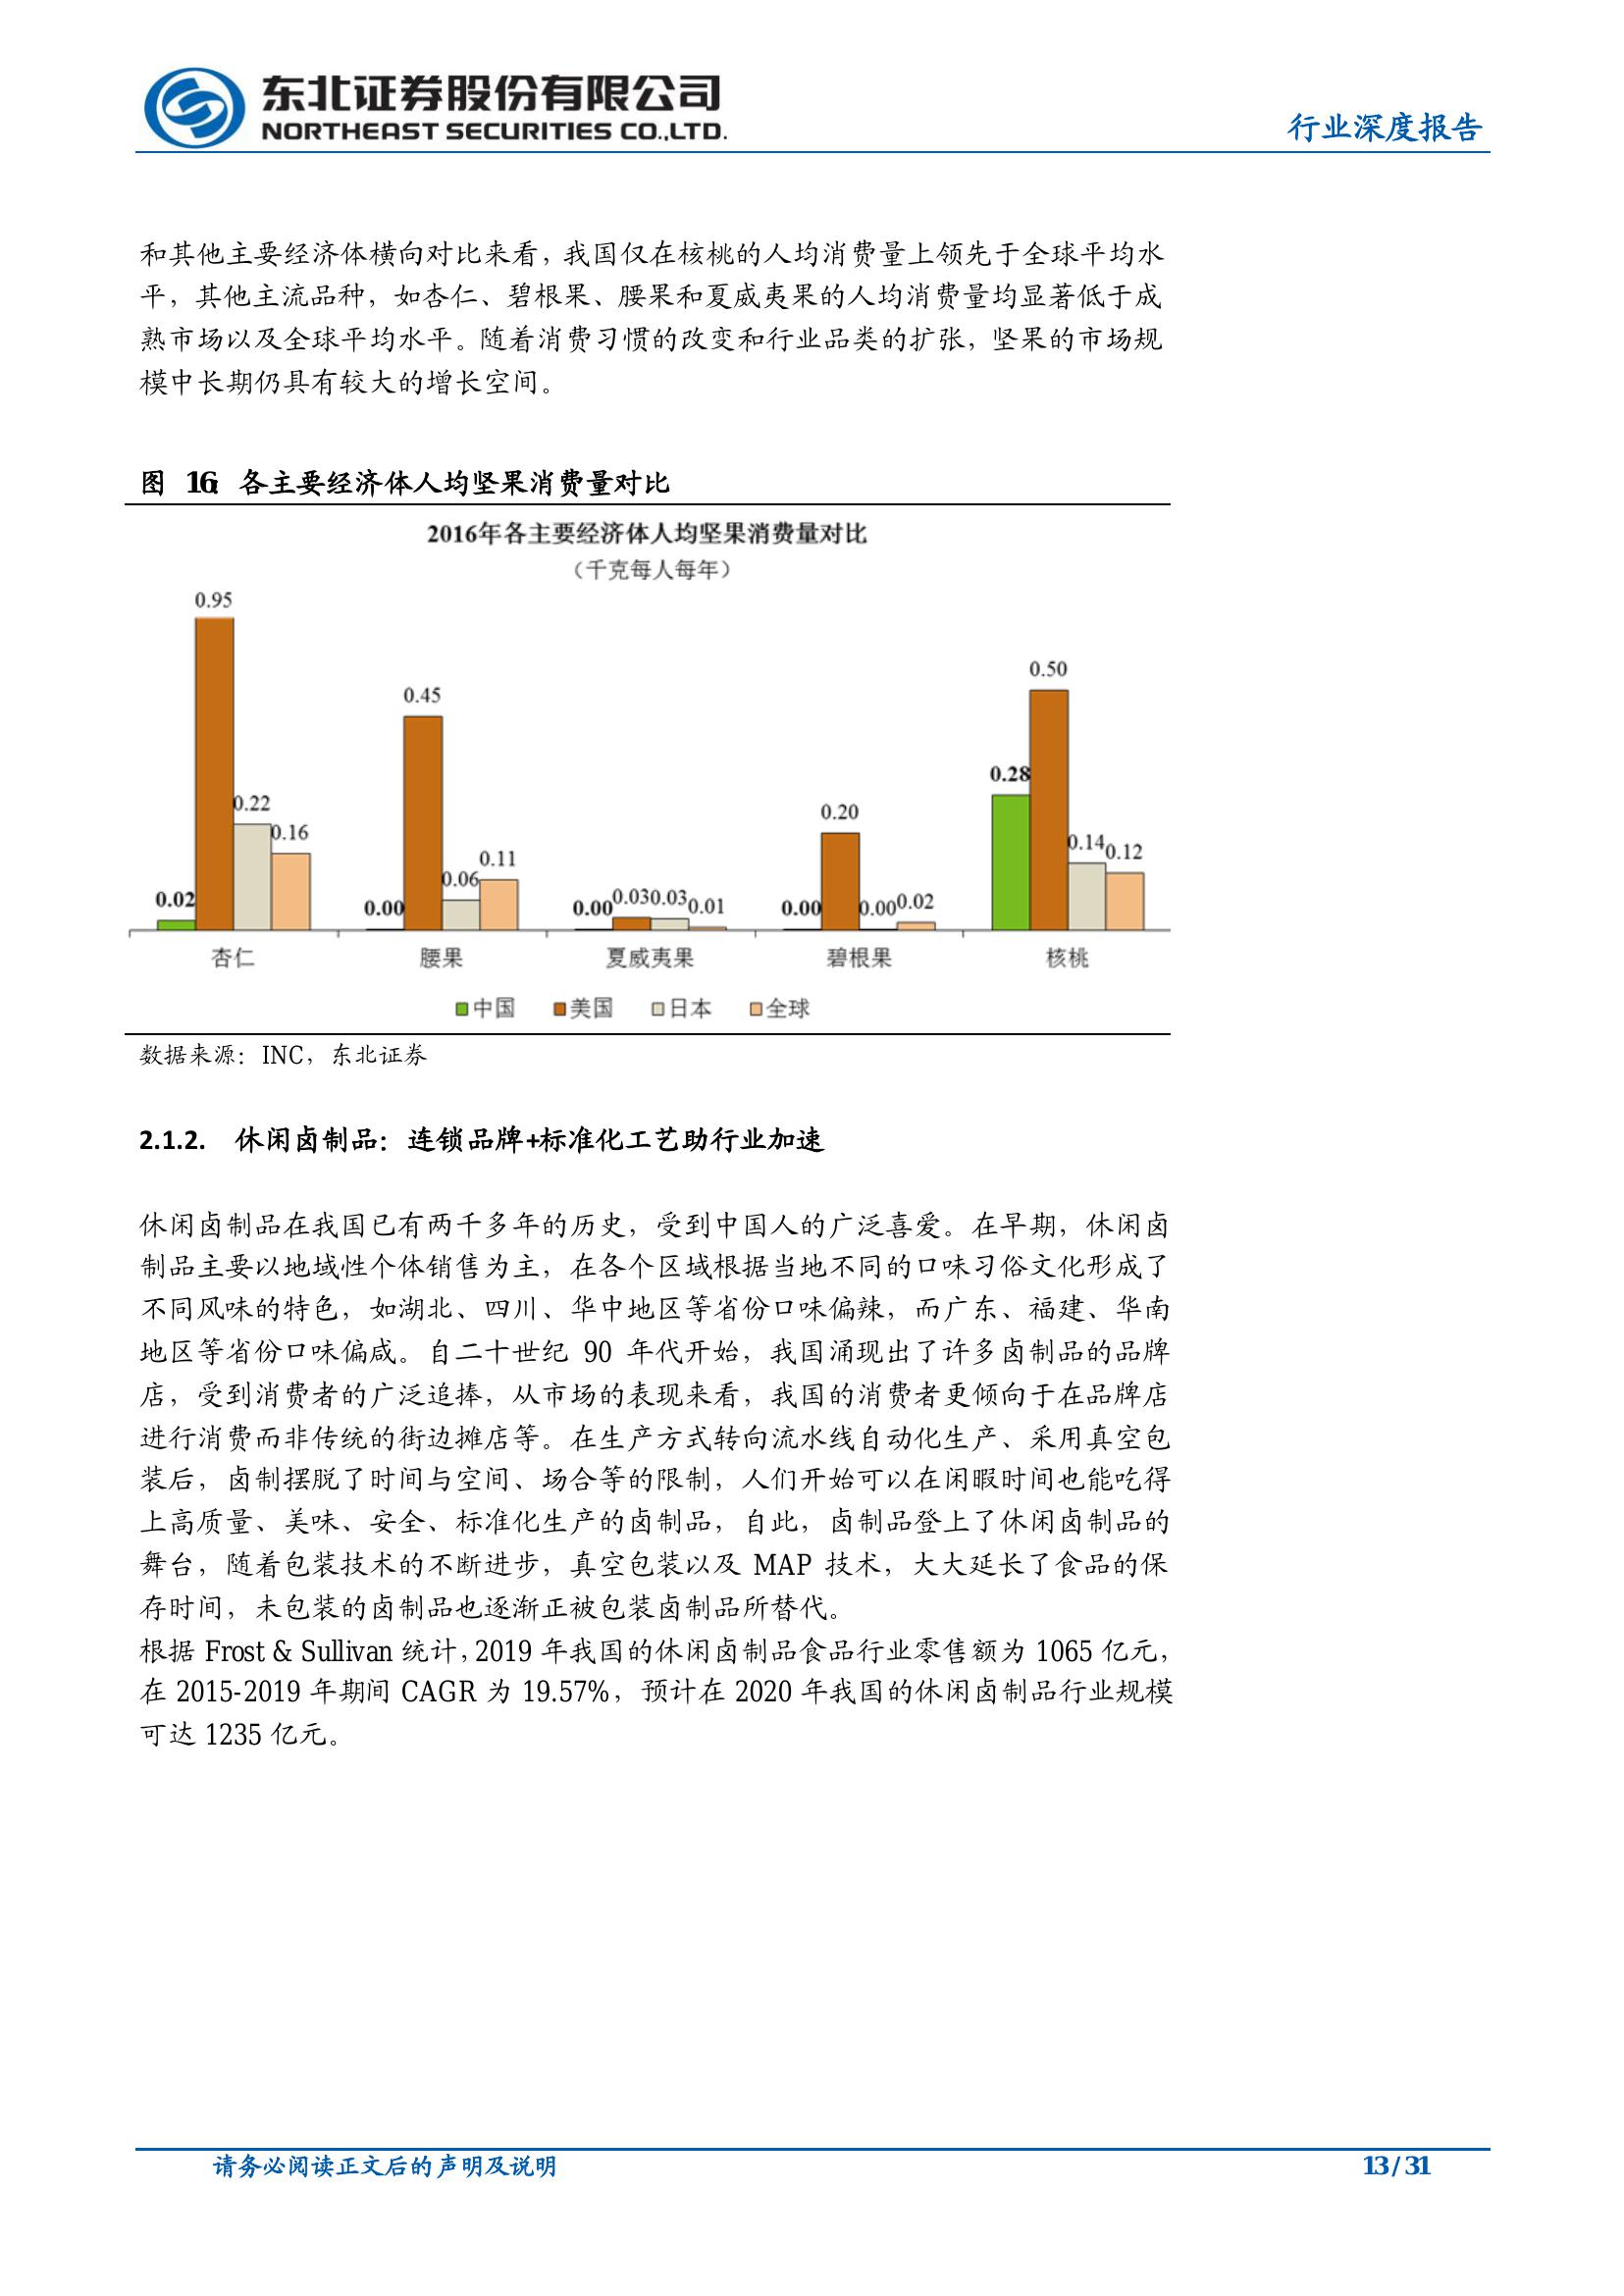 东北证券股份有限公司
NORTHEAST SECURITIES CO.,LTD.
行业深度报告
和其他主要经济体横向对比来看，我国仅在核桃的人均消费量上领先于全球平均水
平，其他主流品种，如杏仁、碧根果、腰果和夏威夷果的人均消费量均显著低于成
熟市场以及全球平均水平。随着消费习惯的改变和行业品类的扩张，坚果的市场规
模中长期仍具有较大的增长空间。
图 16: 各主要经济体人均坚果消费量对比
2016年各主要经济体人均坚果消费量对比
（千克每人每年）
0.02 0.95 0.22 0.16
0.00 0.45 0.06 0.11
0.00 0.03 0.03 0.01
0.00 0.20 0.00 0.02
0.28 0.50 0.14 0.12
杏仁 腰果 夏威夷果 碧根果 核桃
中国 美国 日本 全球
数据来源：INC，东北证券
2.1.2. 休闲卤制品：连锁品牌+标准化工艺助行业加速
休闲卤制品在我国已有两千多年的历史，受到中国人的广泛喜爱。在早期，休闲卤
制品主要以地域性个体销售为主，在各个区域根据当地不同的口味习俗文化形成了
不同风味的特色，如湖北、四川、华中地区等省份口味偏辣，而广东、福建、华南
地区等省份口味偏咸。自二十世纪 90 年代开始，我国涌现出了许多卤制品的品牌
店，受到消费者的广泛追捧，从市场的表现来看，我国的消费者更倾向于在品牌店
进行消费而非传统的街边摊店等。在生产方式转向流水线自动化生产、采用真空包
装后，卤制摆脱了时间与空间、场合等的限制，人们开始可以在闲暇时间也能吃得
上高质量、美味、安全、标准化生产的卤制品，自此，卤制品登上了休闲卤制品的
舞台，随着包装技术的不断进步，真空包装以及 MAP 技术，大大延长了食品的保
存时间，未包装的卤制品也逐渐正被包装卤制品所替代。
根据 Frost & Sullivan 统计，2019 年我国的休闲卤制品食品行业零售额为 1065 亿元，
在 2015-2019 年期间 CAGR 为 19.57%，预计在 2020 年我国的休闲卤制品行业规模
可达 1235 亿元。
请务必阅读正文后的声明及说明
13 / 31